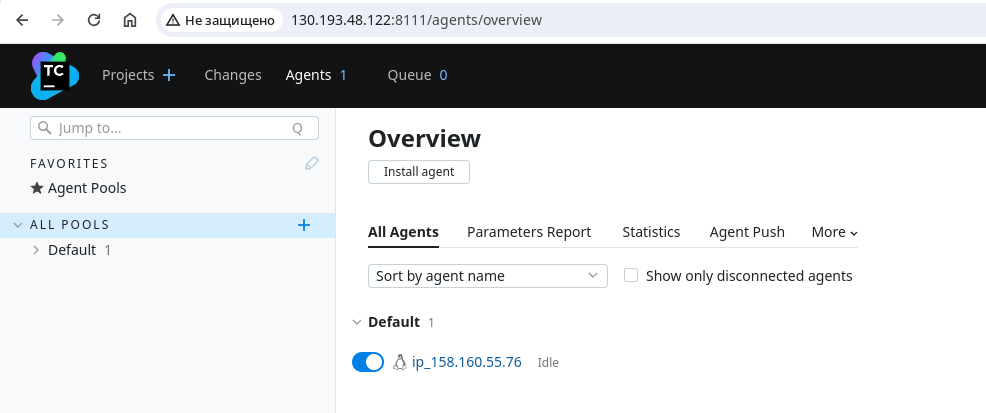 Не защищено 130.193.48.122:8111/agents/overview
TC Projects + Changes Agents 1 Queue 0
Jump to... Q
FAVORITES
Agent Pools
ALL POOLS +
Default 1
Overview
Install agent
All Agents Parameters Report Statistics Agent Push More
Sort by agent name Show only disconnected agents
Default 1
ip_158.160.55.76 Idle